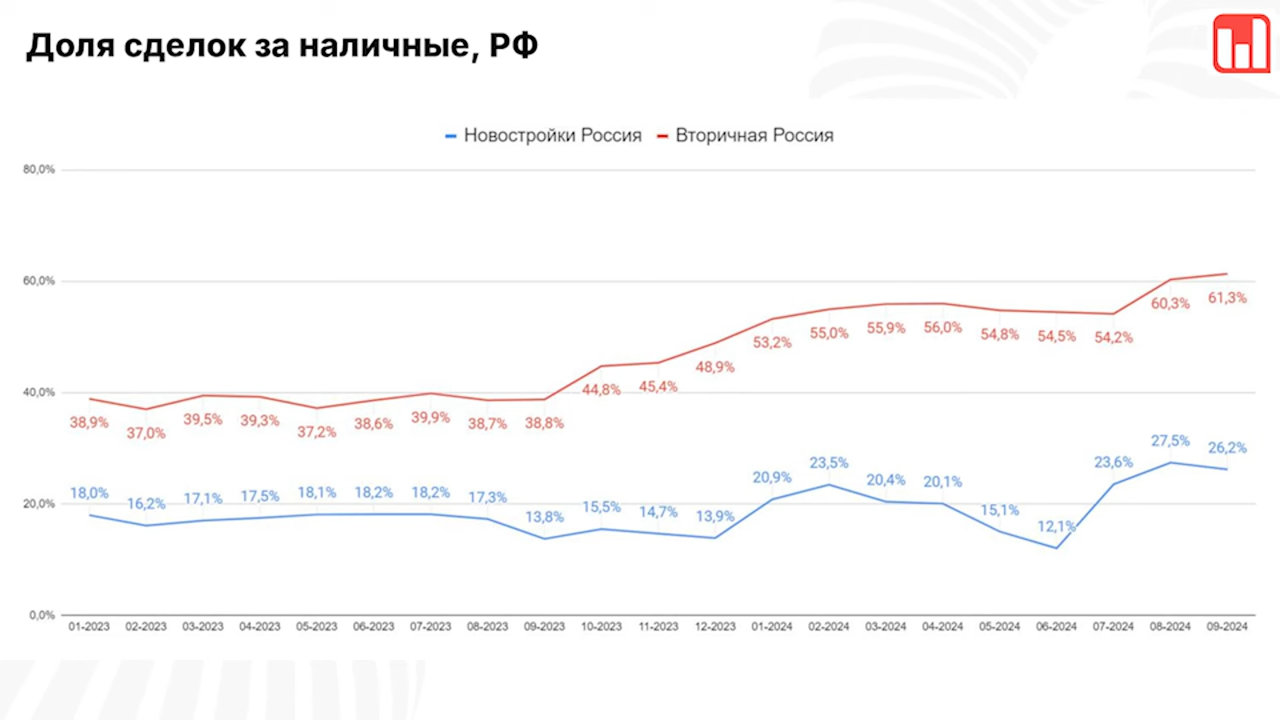 Доля сделок за наличные, РФ
Новостройки Россия Вторичная Россия
80,0%
60,0%
40,0%
20,0%
0,0%
38,9% 37,0% 39,5% 39,3% 37,2% 38,6% 39,9% 38,7% 38,8% 44,8% 45,4% 48,9% 53,2% 55,0% 55,9% 56,0% 54,8% 54,5% 54,2% 60,3% 61,3%
18,0% 16,2% 17,1% 17,5% 18,1% 18,2% 18,2% 17,3% 13,8% 15,5% 14,7% 13,9% 20,9% 23,5% 20,4% 20,1% 15,1% 12,1% 23,6% 27,5% 26,2%
01-2023 02-2023 03-2023 04-2023 05-2023 06-2023 07-2023 08-2023 09-2023 10-2023 11-2023 12-2023 01-2024 02-2024 03-2024 04-2024 05-2024 06-2024 07-2024 08-2024 09-2024